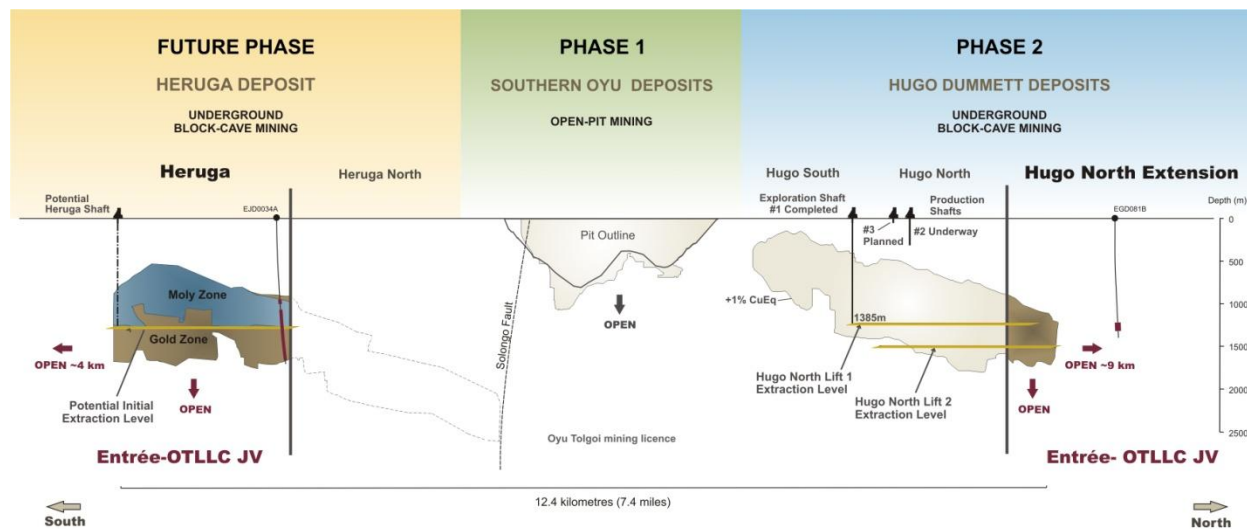 FUTURE PHASE
HERUGA DEPOSIT
UNDERGROUND
BLOCK-CAVE MINING
Heruga
Heruga North
Potential
Heruga Shaft
EJD0034A
Moly Zone
Gold Zone
OPEN ~4 km
OPEN
Potential Initial
Extraction Level
Entrée-OTLLC JV
PHASE 1
SOUTHERN OYU DEPOSITS
OPEN-PIT MINING
Pit Outline
Solongo Fault
OPEN
Oyu Tolgoi mining licence
PHASE 2
HUGO DUMMETT DEPOSITS
UNDERGROUND
BLOCK-CAVE MINING
Hugo South
Hugo North
Hugo North Extension
Exploration Shaft
#1 Completed
Production
Shafts
#3
Planned
#2 Underway
EGD081B
Depth (m)
0
500
1000
1500
2000
2500
+1% CuEq
1385m
Hugo North Lift 1
Extraction Level
Hugo North Lift 2
Extraction Level
OPEN ~9 km
OPEN
Entrée- OTLLC JV
12.4 kilometres (7.4 miles)
South
North